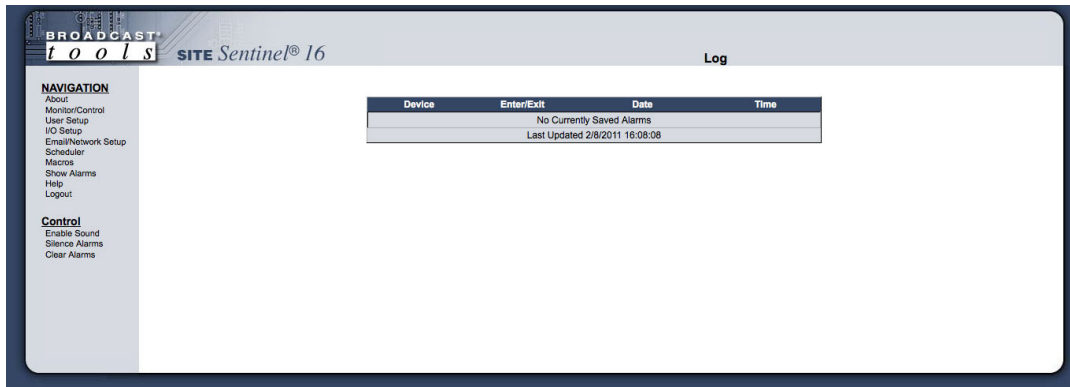 BROADCAST®
tools
SITE Sentinel® 16
Log
NAVIGATION
About
Monitor/Control
User Setup
I/O Setup
Email/Network Setup
Scheduler
Macros
Show Alarms
Help
Logout
Control
Enable Sound
Silence Alarms
Clear Alarms
Device Enter/Exit Date Time
No Currently Saved Alarms
Last Updated 2/8/2011 16:08:08